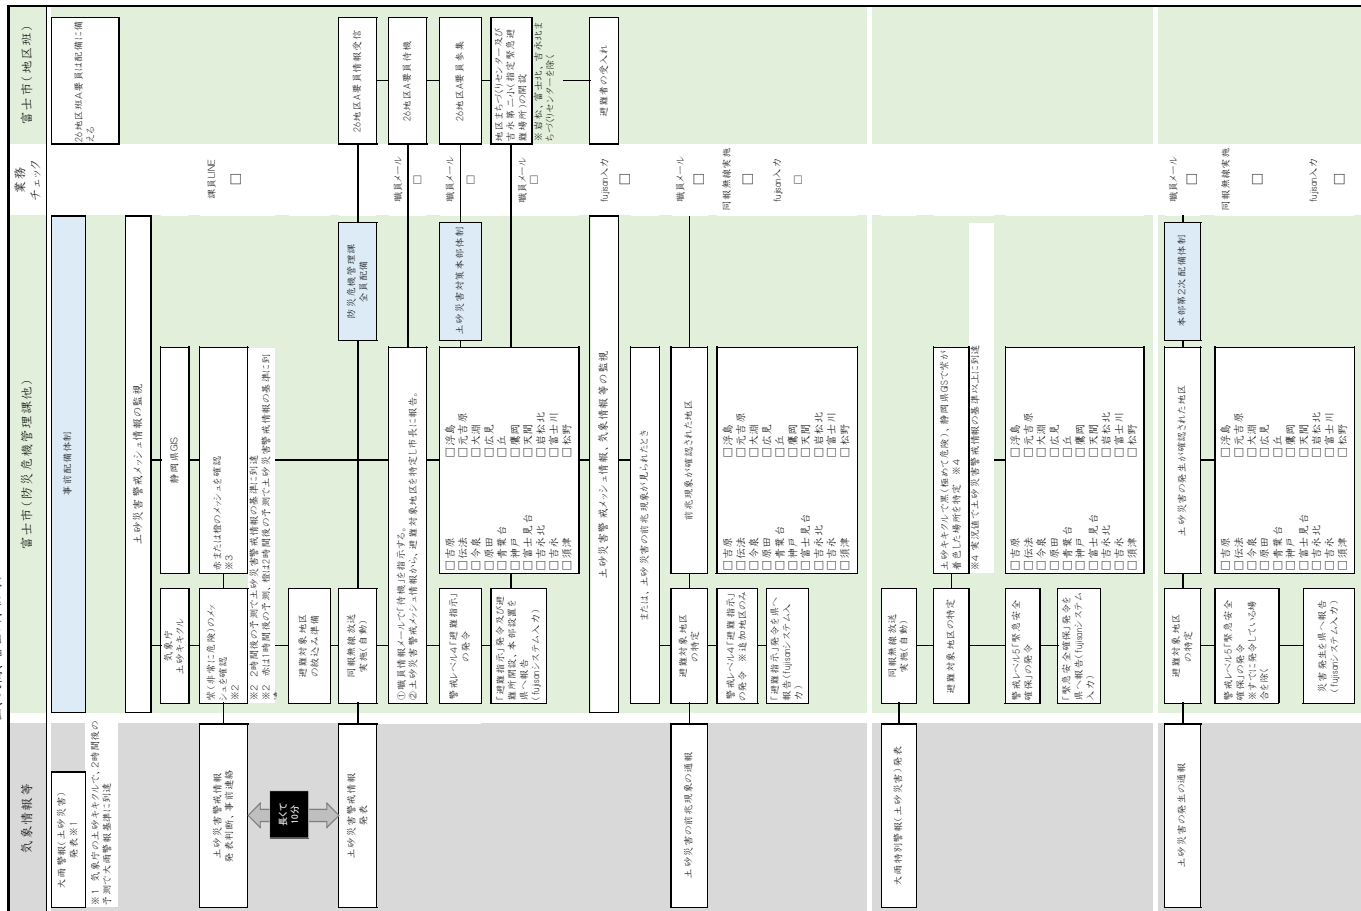 気象情報等
富士市(防災危機管理課他)
業務
チェック
富士市(地区班)
大雨警報(土砂災害)
発表※1
※1 気象庁の土砂キキクルで、2時間後の
予測で大雨警報基準に到達
事前配備体制
26地区班A要員は配備に備
える
土砂災害警戒メッシュ情報の監視
気象庁
土砂キキクル
静岡県GIS
土砂災害警戒情報
発表判断、事前連絡
紫(非常に危険)のメッ
シュを確認
※2
赤または橙のメッシュを確認
※3
課員LINE
□
※2 2時間後の予測で土砂災害警戒情報の基準に到達
※2 赤は1時間後の予測、橙は2時間後の予測で土砂災害警戒情報の基準に到
達
長くて
10分
避難対象地区
の絞込み準備
土砂災害警戒情報
発表
同報無線放送
実施(自動)
防災危機管理課
全員配備
26地区A要員情報受信
①職員情報メールで「待機」を指示する。
②土砂災害警戒メッシュ情報から、避難対象地区を特定し市長に報告。
職員メール
□
26地区A要員待機
警戒レベル4「避難指示」
の発令
土砂災害対策本部体制
職員メール
□
26地区A要員参集
「避難指示」発令及び避
難所開設、本部設置を
県へ報告
(fujisanシステム入力)
□吉原 □浮島
□伝法 □元吉原
□今泉 □大淵
□原田 □広見
□青葉台 □丘
□神戸 □鷹岡
□富士見台 □天間
□吉永北 □岩松北
□吉永 □富士川
□須津 □松野
職員メール
□
地区まちづくりセンター及び
吉永第二小(指定緊急避
難場所)の開設
※岩松、富士北、吉永北ま
ちづくりセンターを除く
土砂災害警戒メッシュ情報、気象情報等の監視
fujisan入力
□
避難者の受入れ
または、土砂災害の前兆現象が見られたとき
土砂災害の前兆現象の通報
避難対象地区
の特定
前兆現象が確認された地区
職員メール
□
警戒レベル4「避難指示」
の発令 ※追加地区のみ
同報無線実施
□
「避難指示」発令を県へ
報告(fujisanシステム入
力)
□吉原 □浮島
□伝法 □元吉原
□今泉 □大淵
□原田 □広見
□青葉台 □丘
□神戸 □鷹岡
□富士見台 □天間
□吉永北 □岩松北
□吉永 □富士川
□須津 □松野
fujisan入力
□
大雨特別警報(土砂災害)発表
同報無線放送
実施(自動)
避難対象地区の特定
土砂キキクルで黒(極めて危険)、静岡県GISで紫が
着色した場所を特定 ※4
※4 実況値で土砂災害警戒情報の基準以上に到達
警戒レベル5「緊急安全
確保」の発令
「緊急安全確保」発令を
県へ報告(fujisanシステム
入力)
□吉原 □浮島
□伝法 □元吉原
□今泉 □大淵
□原田 □広見
□青葉台 □丘
□神戸 □鷹岡
□富士見台 □天間
□吉永北 □岩松北
□吉永 □富士川
□須津 □松野
土砂災害の発生の通報
避難対象地区
の特定
土砂災害の発生が確認された地区
本部第2次配備体制
職員メール
□
警戒レベル5「緊急安全
確保」の発令
※すでに発令している場
合を除く
同報無線実施
□
□吉原 □浮島
□伝法 □元吉原
□今泉 □大淵
□原田 □広見
□青葉台 □丘
□神戸 □鷹岡
□富士見台 □天間
□吉永北 □岩松北
□吉永 □富士川
□須津 □松野
災害発生を県へ報告
(fujisanシステム入力)
fujisan入力
□